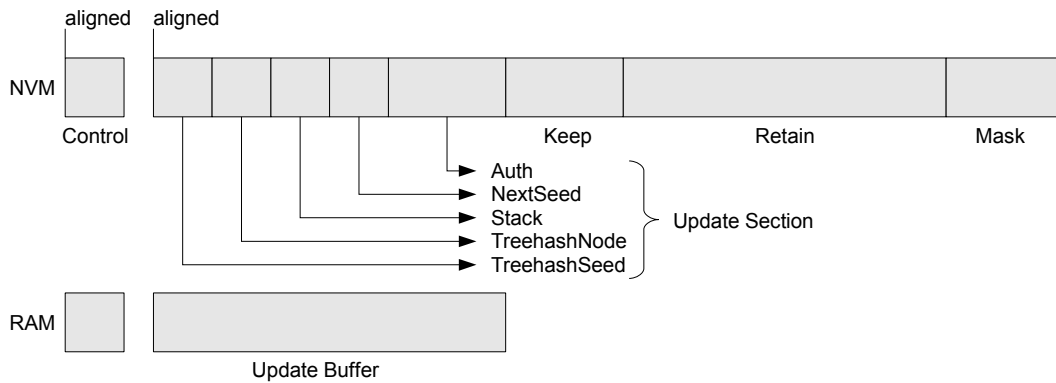 aligned aligned
NVM
Control Keep Retain Mask
Auth
NextSeed
Stack
TreehashNode
TreehashSeed
Update Section
RAM
Update Buffer